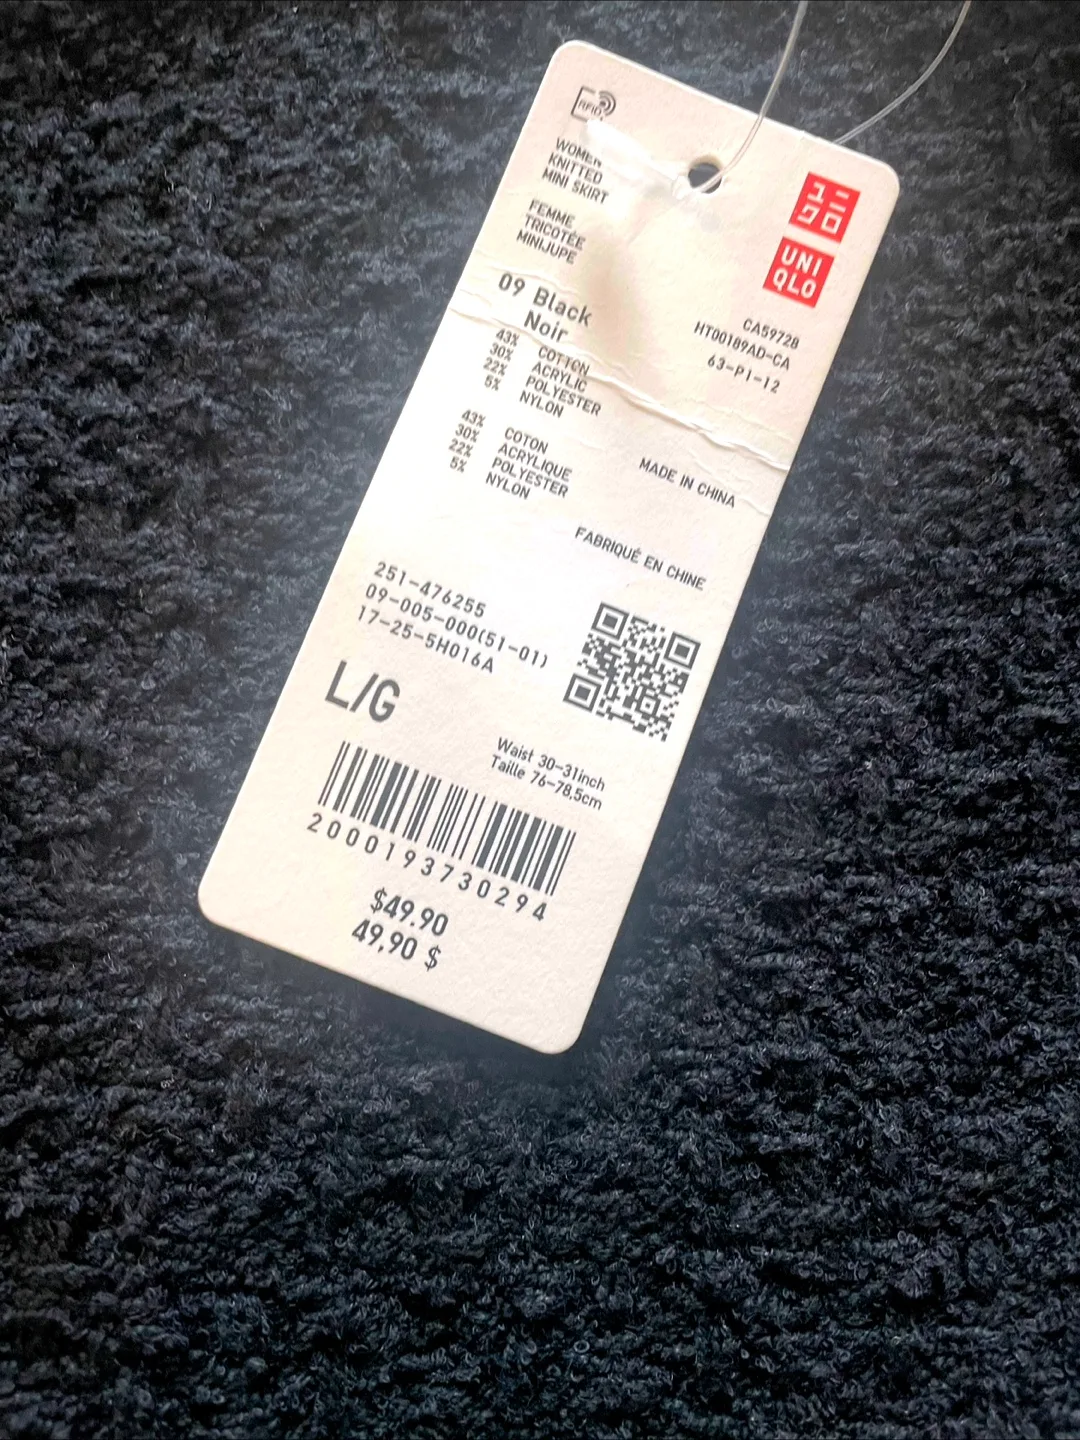 RFID
WOMEN
KNITTED
MINI SKIRT
FEMME
TRICOTÉE
MINIJUPE
ユニ
クロ
UNI
QLO
09 Black
Noir
CA59728
HT00189AD-CA
63-P1-12
43% COTTON
30% ACRYLIC
22% POLYESTER
5% NYLON
43% COTON
30% ACRYLIQUE
22% POLYESTER
5% NYLON
MADE IN CHINA
FABRIQUÉ EN CHINE
251-476255
09-005-000(51-01)
17-25-5H016A
L/G
Waist 30-31inch
Taille 76-78,5cm
2000193730294
$49.90
49,90 $